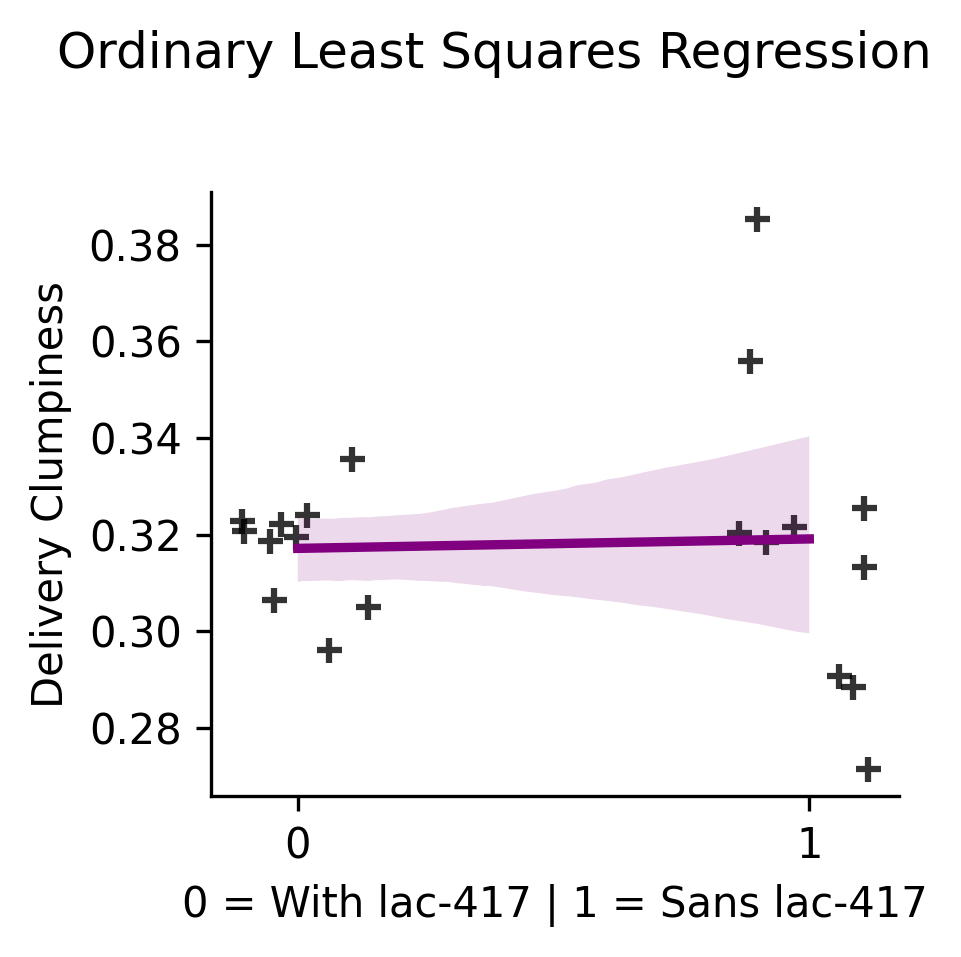 Ordinary Least Squares Regression
Delivery Clumpiness
0.38
0.36
0.34
0.32
0.30
0.28
0
1
0 = With lac-417 | 1 = Sans lac-417